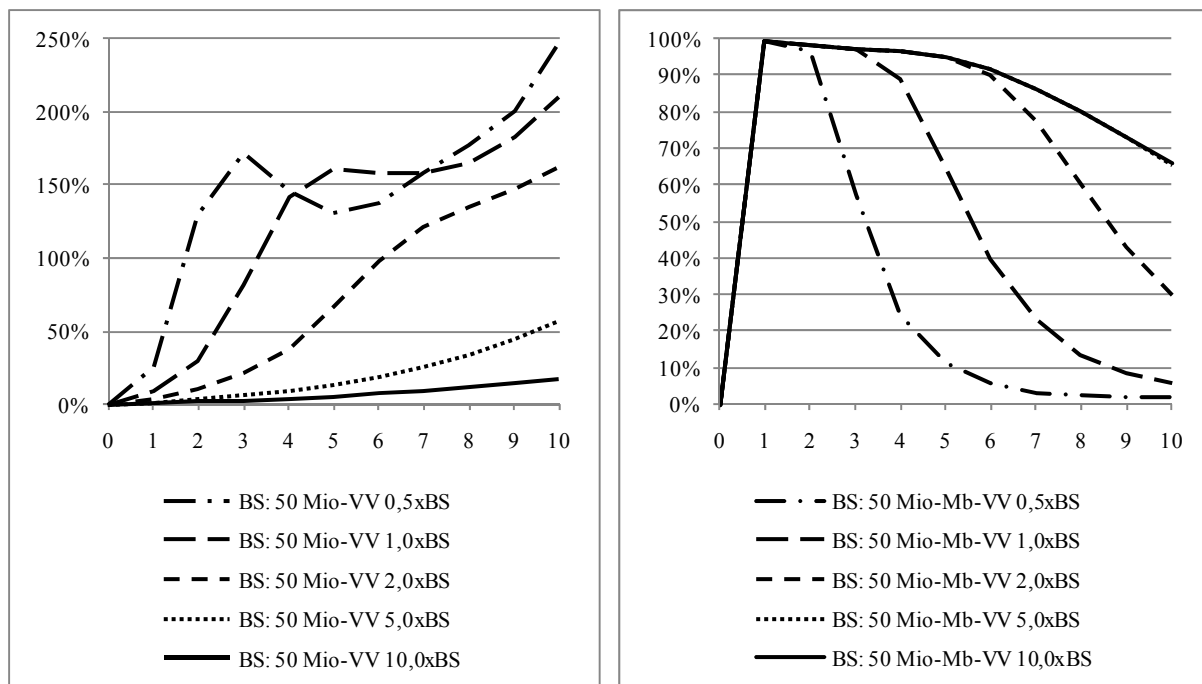 250%
200%
150%
100%
50%
0%
0 1 2 3 4 5 6 7 8 9 10
BS: 50 Mio-VV 0,5xBS
BS: 50 Mio-VV 1,0xBS
BS: 50 Mio-VV 2,0xBS
BS: 50 Mio-VV 5,0xBS
BS: 50 Mio-VV 10,0xBS
100%
90%
80%
70%
60%
50%
40%
30%
20%
10%
0%
0 1 2 3 4 5 6 7 8 9 10
BS: 50 Mio-Mb-VV 0,5xBS
BS: 50 Mio-Mb-VV 1,0xBS
BS: 50 Mio-Mb-VV 2,0xBS
BS: 50 Mio-Mb-VV 5,0xBS
BS: 50 Mio-Mb-VV 10,0xBS